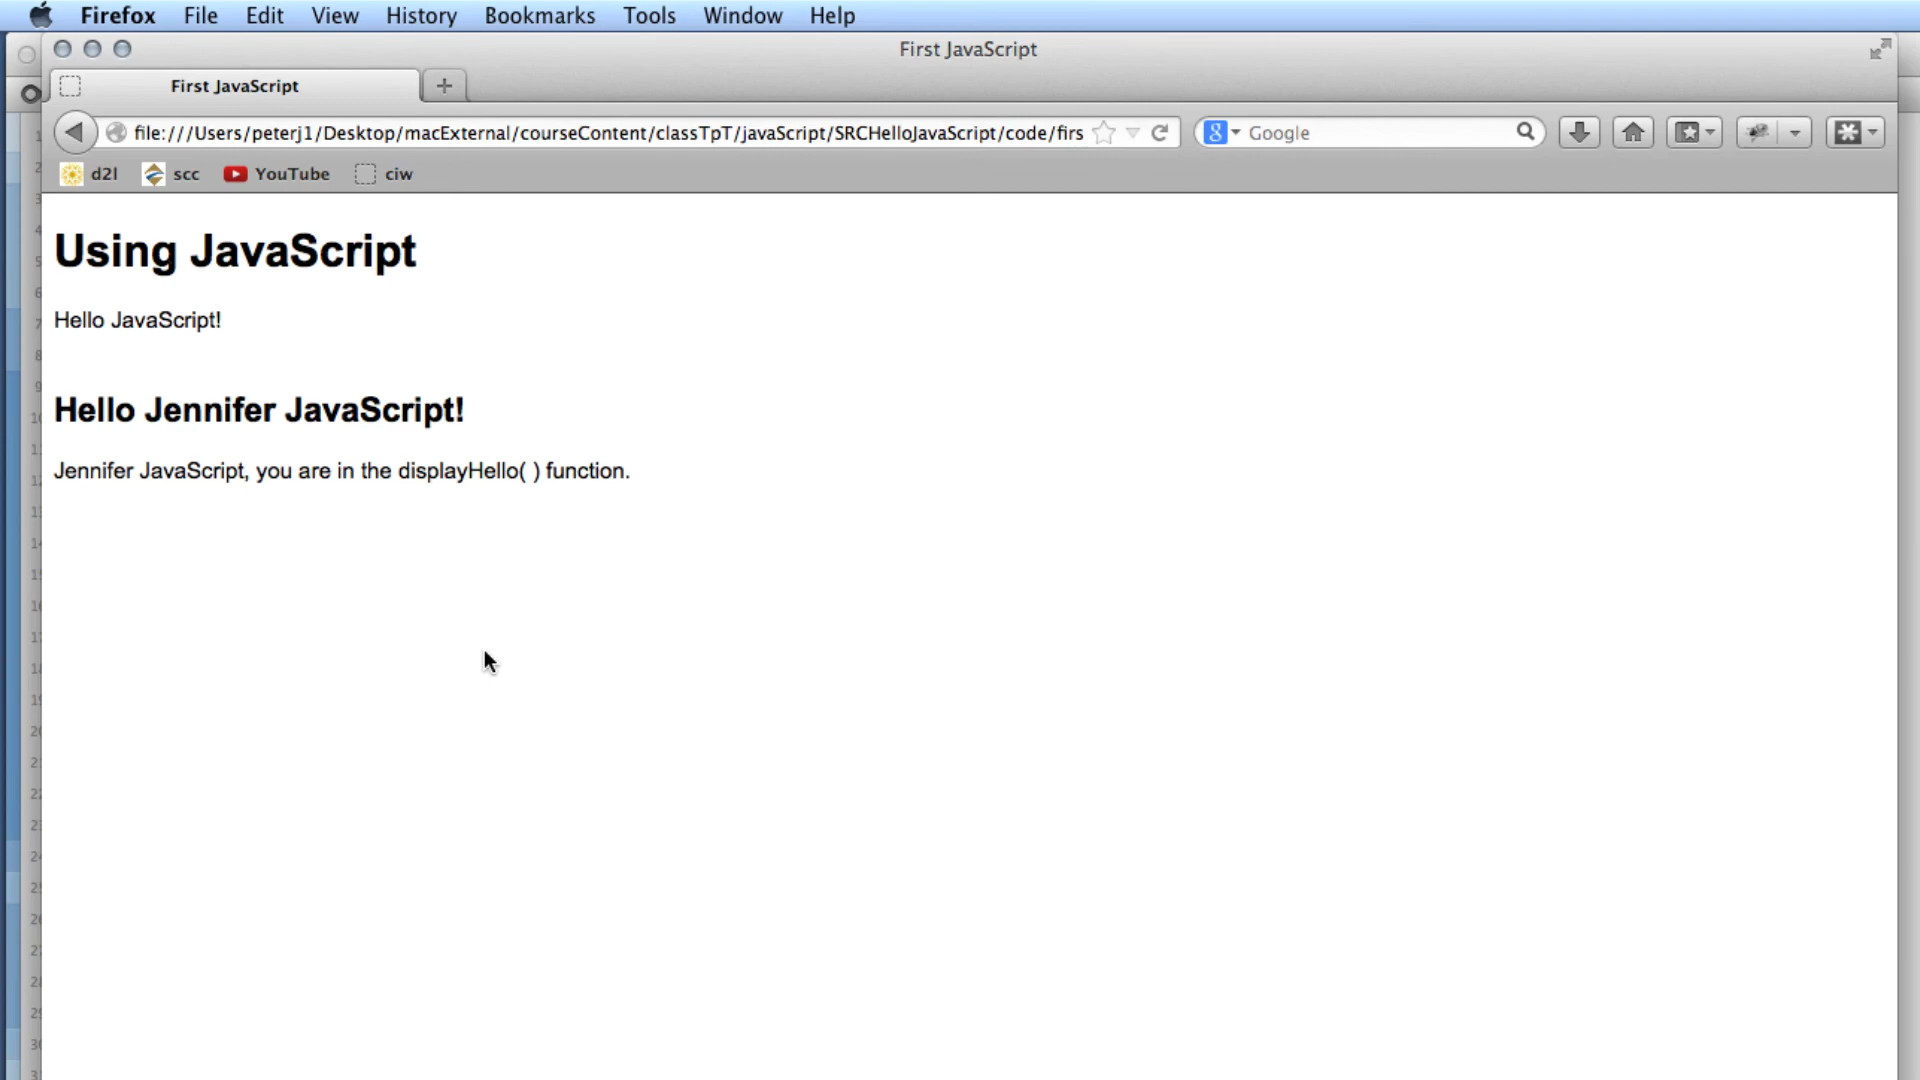 Firefox File Edit View History Bookmarks Tools Window Help
First JavaScript
First JavaScript
file:///Users/peterj1/Desktop/macExternal/courseContent/classTpT/javaScript/SRCHelloJavaScript/code/firs
Google
d2l scc YouTube ciw
Using JavaScript
Hello JavaScript!
Hello Jennifer JavaScript!
Jennifer JavaScript, you are in the displayHello( ) function.